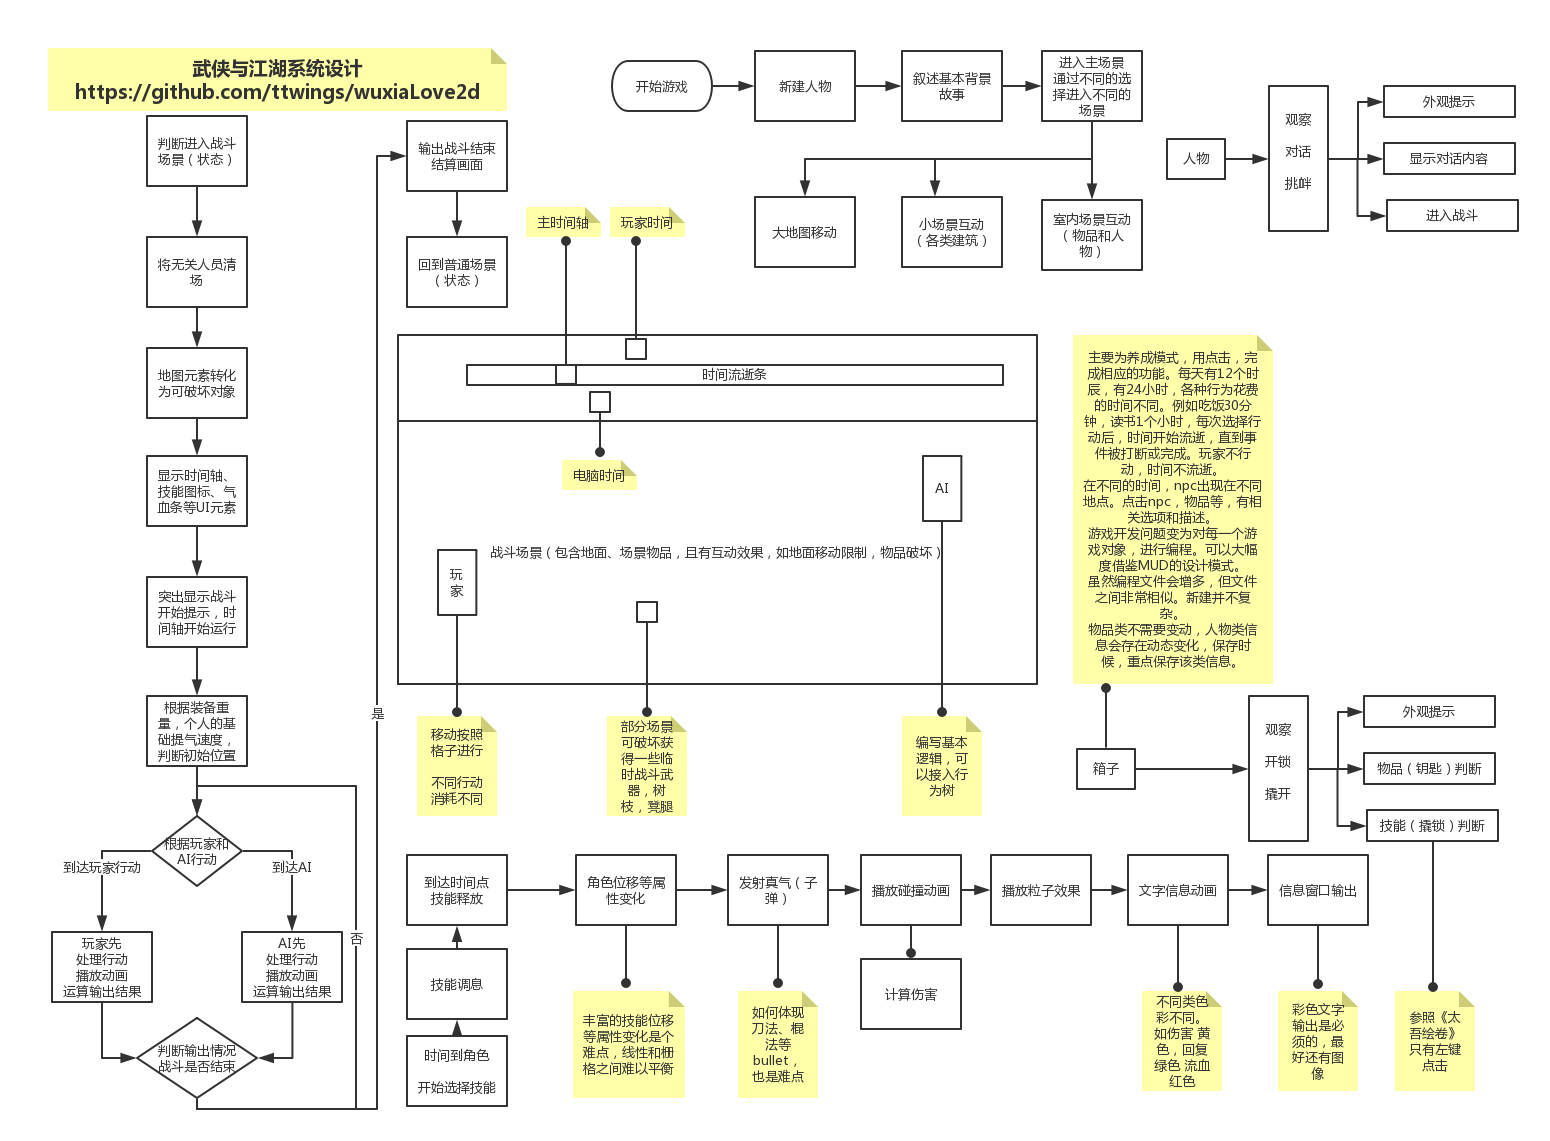 武侠与江湖系统设计
https://github.com/ttwings/wuxiaLove2d
判断进入战斗
场景（状态）
将无关人员清
场
地图元素转化
为可破坏对象
显示时间轴、
技能图标、气
血条等UI元素
突出显示战斗
开始提示，时
间轴开始运行
根据装备重
量，个人的基
础提气速度，
判断初始位置
根据玩家和
AI行动
到达玩家行动
到达AI
玩家先
处理行动
播放动画
运算输出结果
AI先
处理行动
播放动画
运算输出结果
判断输出情况
战斗是否结束
否
是
输出战斗结束
结算画面
回到普通场景
（状态）
开始游戏
新建人物
叙述基本背景
故事
进入主场景
通过不同的选
择进入不同的
场景
大地图移动
小场景互动
（各类建筑）
室内场景互动
（物品和人
物）
人物
观察
对话
挑衅
外观提示
显示对话内容
进入战斗
主时间轴
玩家时间
时间流逝条
电脑时间
AI
战斗场景（包含地面、场景物品，且有互动效果，如地面移动限制，物品破坏）
玩
家
移动按照
格子进行
不同行动
消耗不同
部分场景
可破坏获
得一些临
时战斗武
器，树
枝，凳腿
编写基本
逻辑，可
以接入行
为树
主要为养成模式，用点击，完
成相应的功能。每天有12个时
辰，有24小时，各种行为花费
的时间不同。例如吃饭30分
钟，读书1个小时，每次选择行
动后，时间开始流逝，直到事
件被打断或完成。玩家不行
动，时间不流逝。
在不同的时间，npc出现在不同
地点。点击npc，物品等，有相
关选项和描述。
游戏开发问题变为对每一个游
戏对象，进行编程。可以大幅
度借鉴MUD的设计模式。
虽然编程文件会增多，但文件
之间非常相似。新建并不复
杂。
物品类不需要变动，人物类信
息会存在动态变化，保存时
候，重点保存该类信息。
箱子
观察
开锁
撬开
外观提示
物品（钥匙）判断
技能（撬锁）判断
到达时间点
技能释放
技能调息
时间到角色
开始选择技能
角色位移等属
性变化
发射真气（子
弹）
播放碰撞动画
播放粒子效果
文字信息动画
信息窗口输出
计算伤害
丰富的技能位移
等属性变化是个
难点，线性和栅
格之间难以平衡
如何体现
刀法、棍
法等
bullet，
也是难点
不同类色
彩不同。
如伤害 黄
色，回复
绿色 流血
红色
彩色文字
输出是必
须的，最
好还有图
像
参照《太
吾绘卷》
只有左键
点击